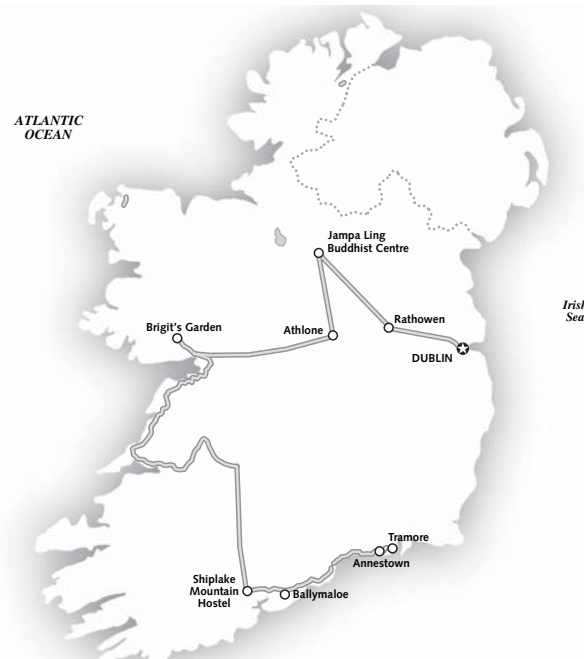 ATLANTIC
OCEAN
Jampa Ling
Buddhist Centre
Irish
Sea
Rathowen
Brigit's Garden
Athlone
DUBLIN
Tramore
Annestown
Shiplake
Mountain
Hostel
Ballymaloe